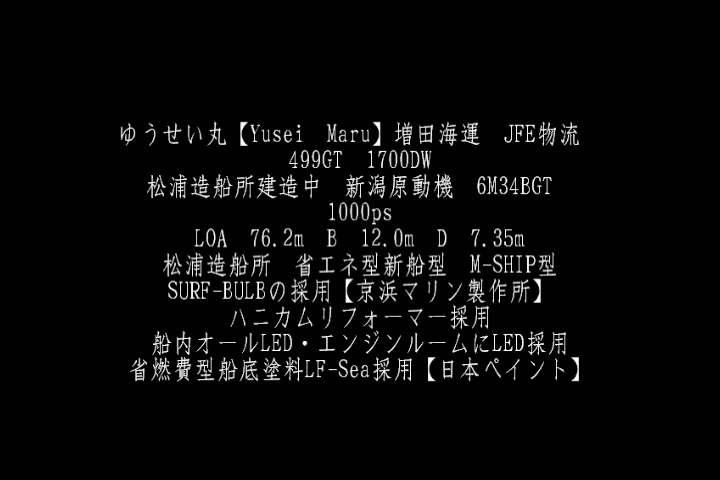 ゆうせい丸【Yusei　Maru】増田海運　JFE物流
499GT　1700DW
松浦造船所建造中　新潟原動機　6M34BGT
1000ps
LOA　76.2m　B　12.0m　D　7.35m
松浦造船所　省エネ型新船型　M-SHIP型
SURF-BULBの採用【京浜マリン製作所】
ハニカムリフォーマー採用
船内オールLED・エンジンルームにLED採用
省燃費型船底塗料LF-Sea採用【日本ペイント】